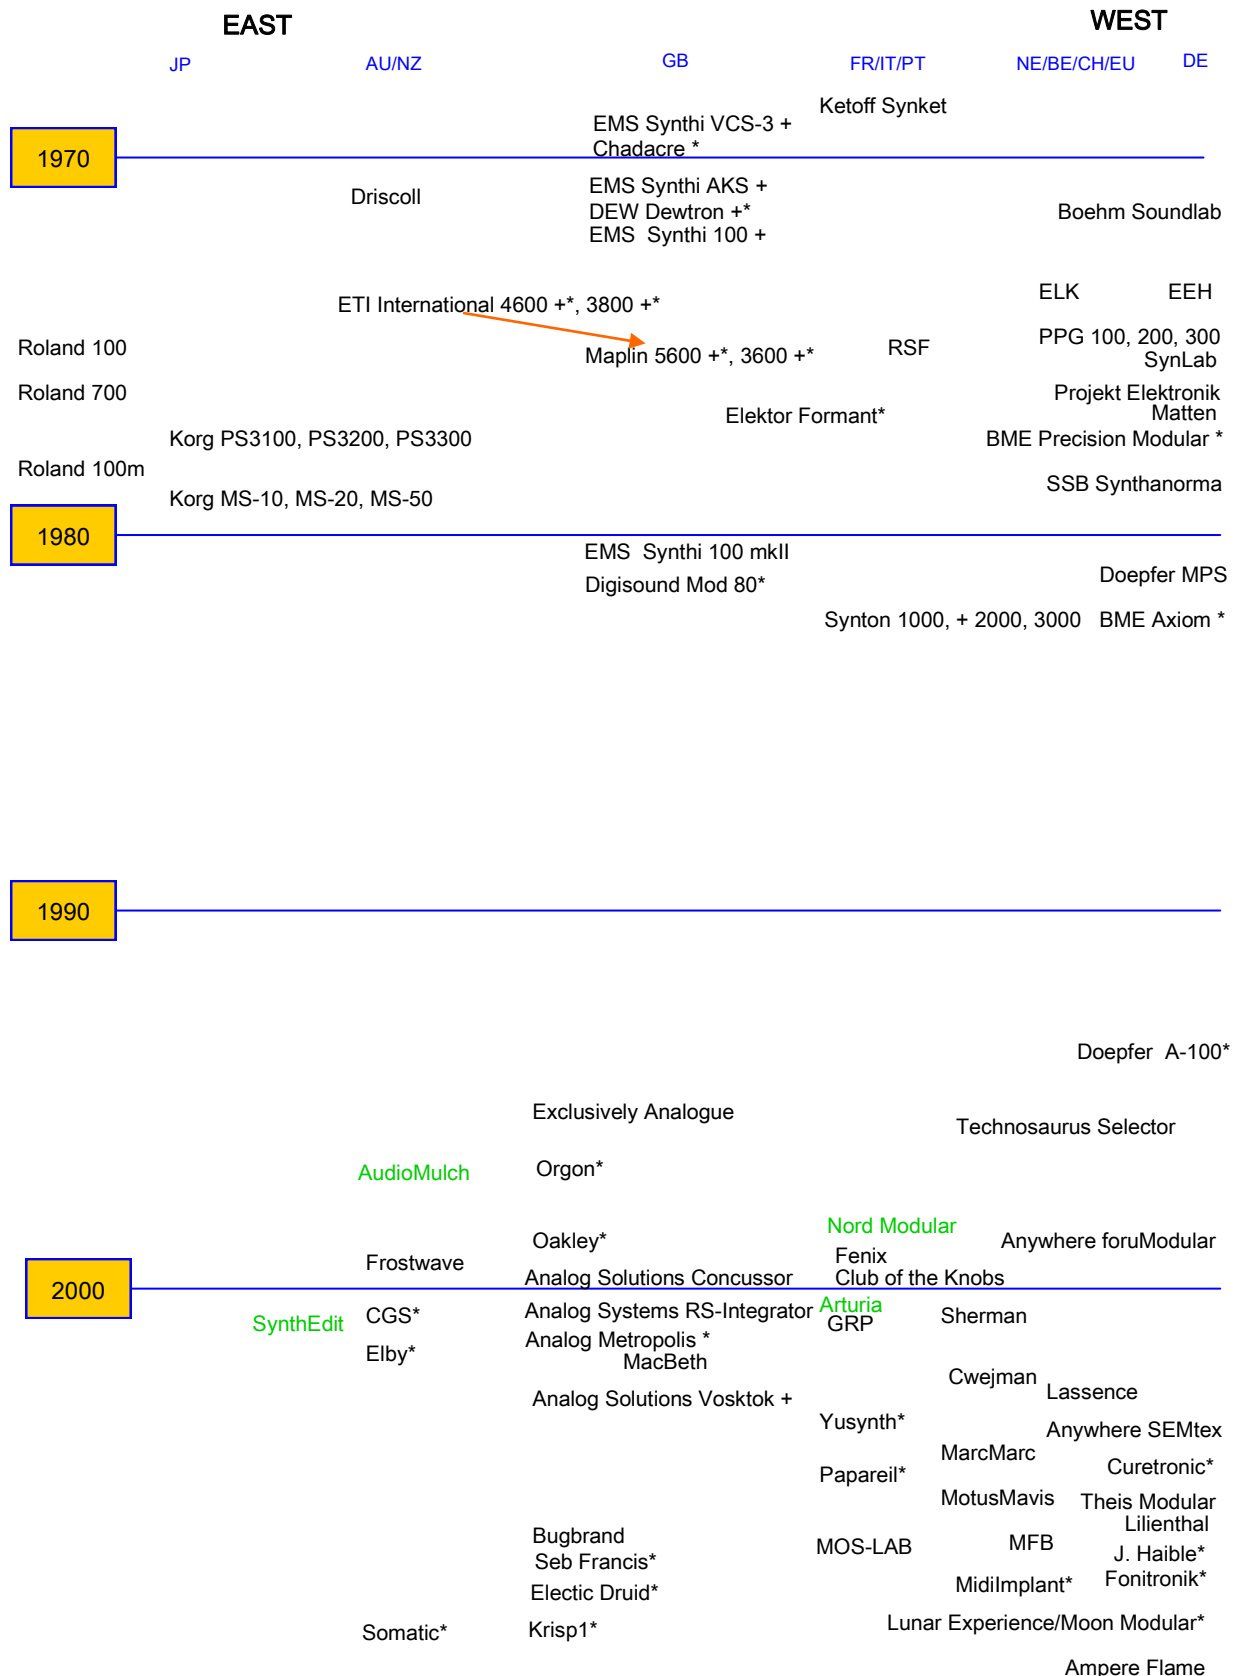 EAST
WEST
JP
AU/NZ
GB
FR/IT/PT
NE/BE/CH/EU
DE
Ketoff Synket
EMS Synthi VCS-3 +
Chadacre *
1970
EMS Synthi AKS +
Driscoll
DEW Dewtron +*
Boehm Soundlab
EMS Synthi 100 +
ELK
EEH
ETI International 4600 +*, 3800 +*
PPG 100, 200, 300
Roland 100
Maplin 5600 +*, 3600 +*
RSF
SynLab
Roland 700
Projekt Elektronik
Elektor Formant*
Matten
Korg PS3100, PS3200, PS3300
BME Precision Modular *
Roland 100m
SSB Synthanorma
Korg MS-10, MS-20, MS-50
1980
EMS Synthi 100 mkII
Doepfer MPS
Digisound Mod 80*
Synton 1000, + 2000, 3000
BME Axiom *
1990
Doepfer A-100*
Exclusively Analogue
Technosaurus Selector
AudioMulch
Orgon*
Nord Modular
Oakley*
Anywhere foruModular
Fenix
Frostwave
Analog Solutions Concussor
Club of the Knobs
2000
Arturia
Analog Systems RS-Integrator
CGS*
Sherman
SynthEdit
GRP
Analog Metropolis *
Elby*
MacBeth
Cwejman
Lassence
Analog Solutions Vosktok +
Yusynth*
Anywhere SEMtex
MarcMarc
Curetronic*
Papareil*
MotusMavis
Theis Modular
Lilienthal
Bugbrand
MOS-LAB
MFB
J. Haible*
Seb Francis*
Fonitronik*
MidiImplant*
Electic Druid*
Lunar Experience/Moon Modular*
Somatic*
Krisp1*
Ampere Flame